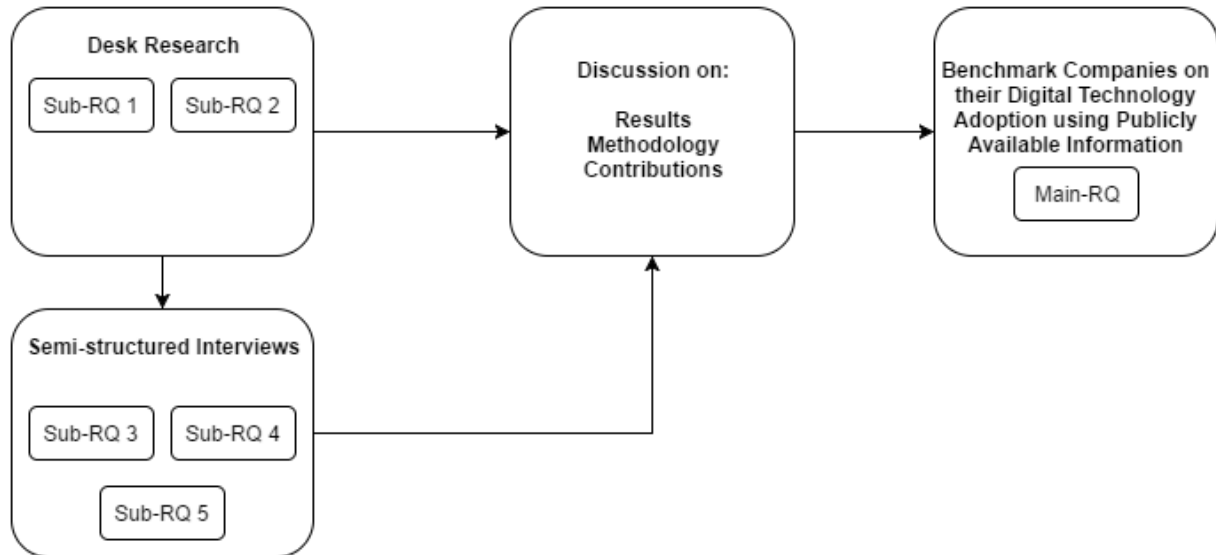 Desk Research
Sub-RQ 1
Sub-RQ 2
Discussion on:
Results
Methodology
Contributions
Benchmark Companies on
their Digital Technology
Adoption using Publicly
Available Information
Main-RQ
Semi-structured Interviews
Sub-RQ 3
Sub-RQ 4
Sub-RQ 5